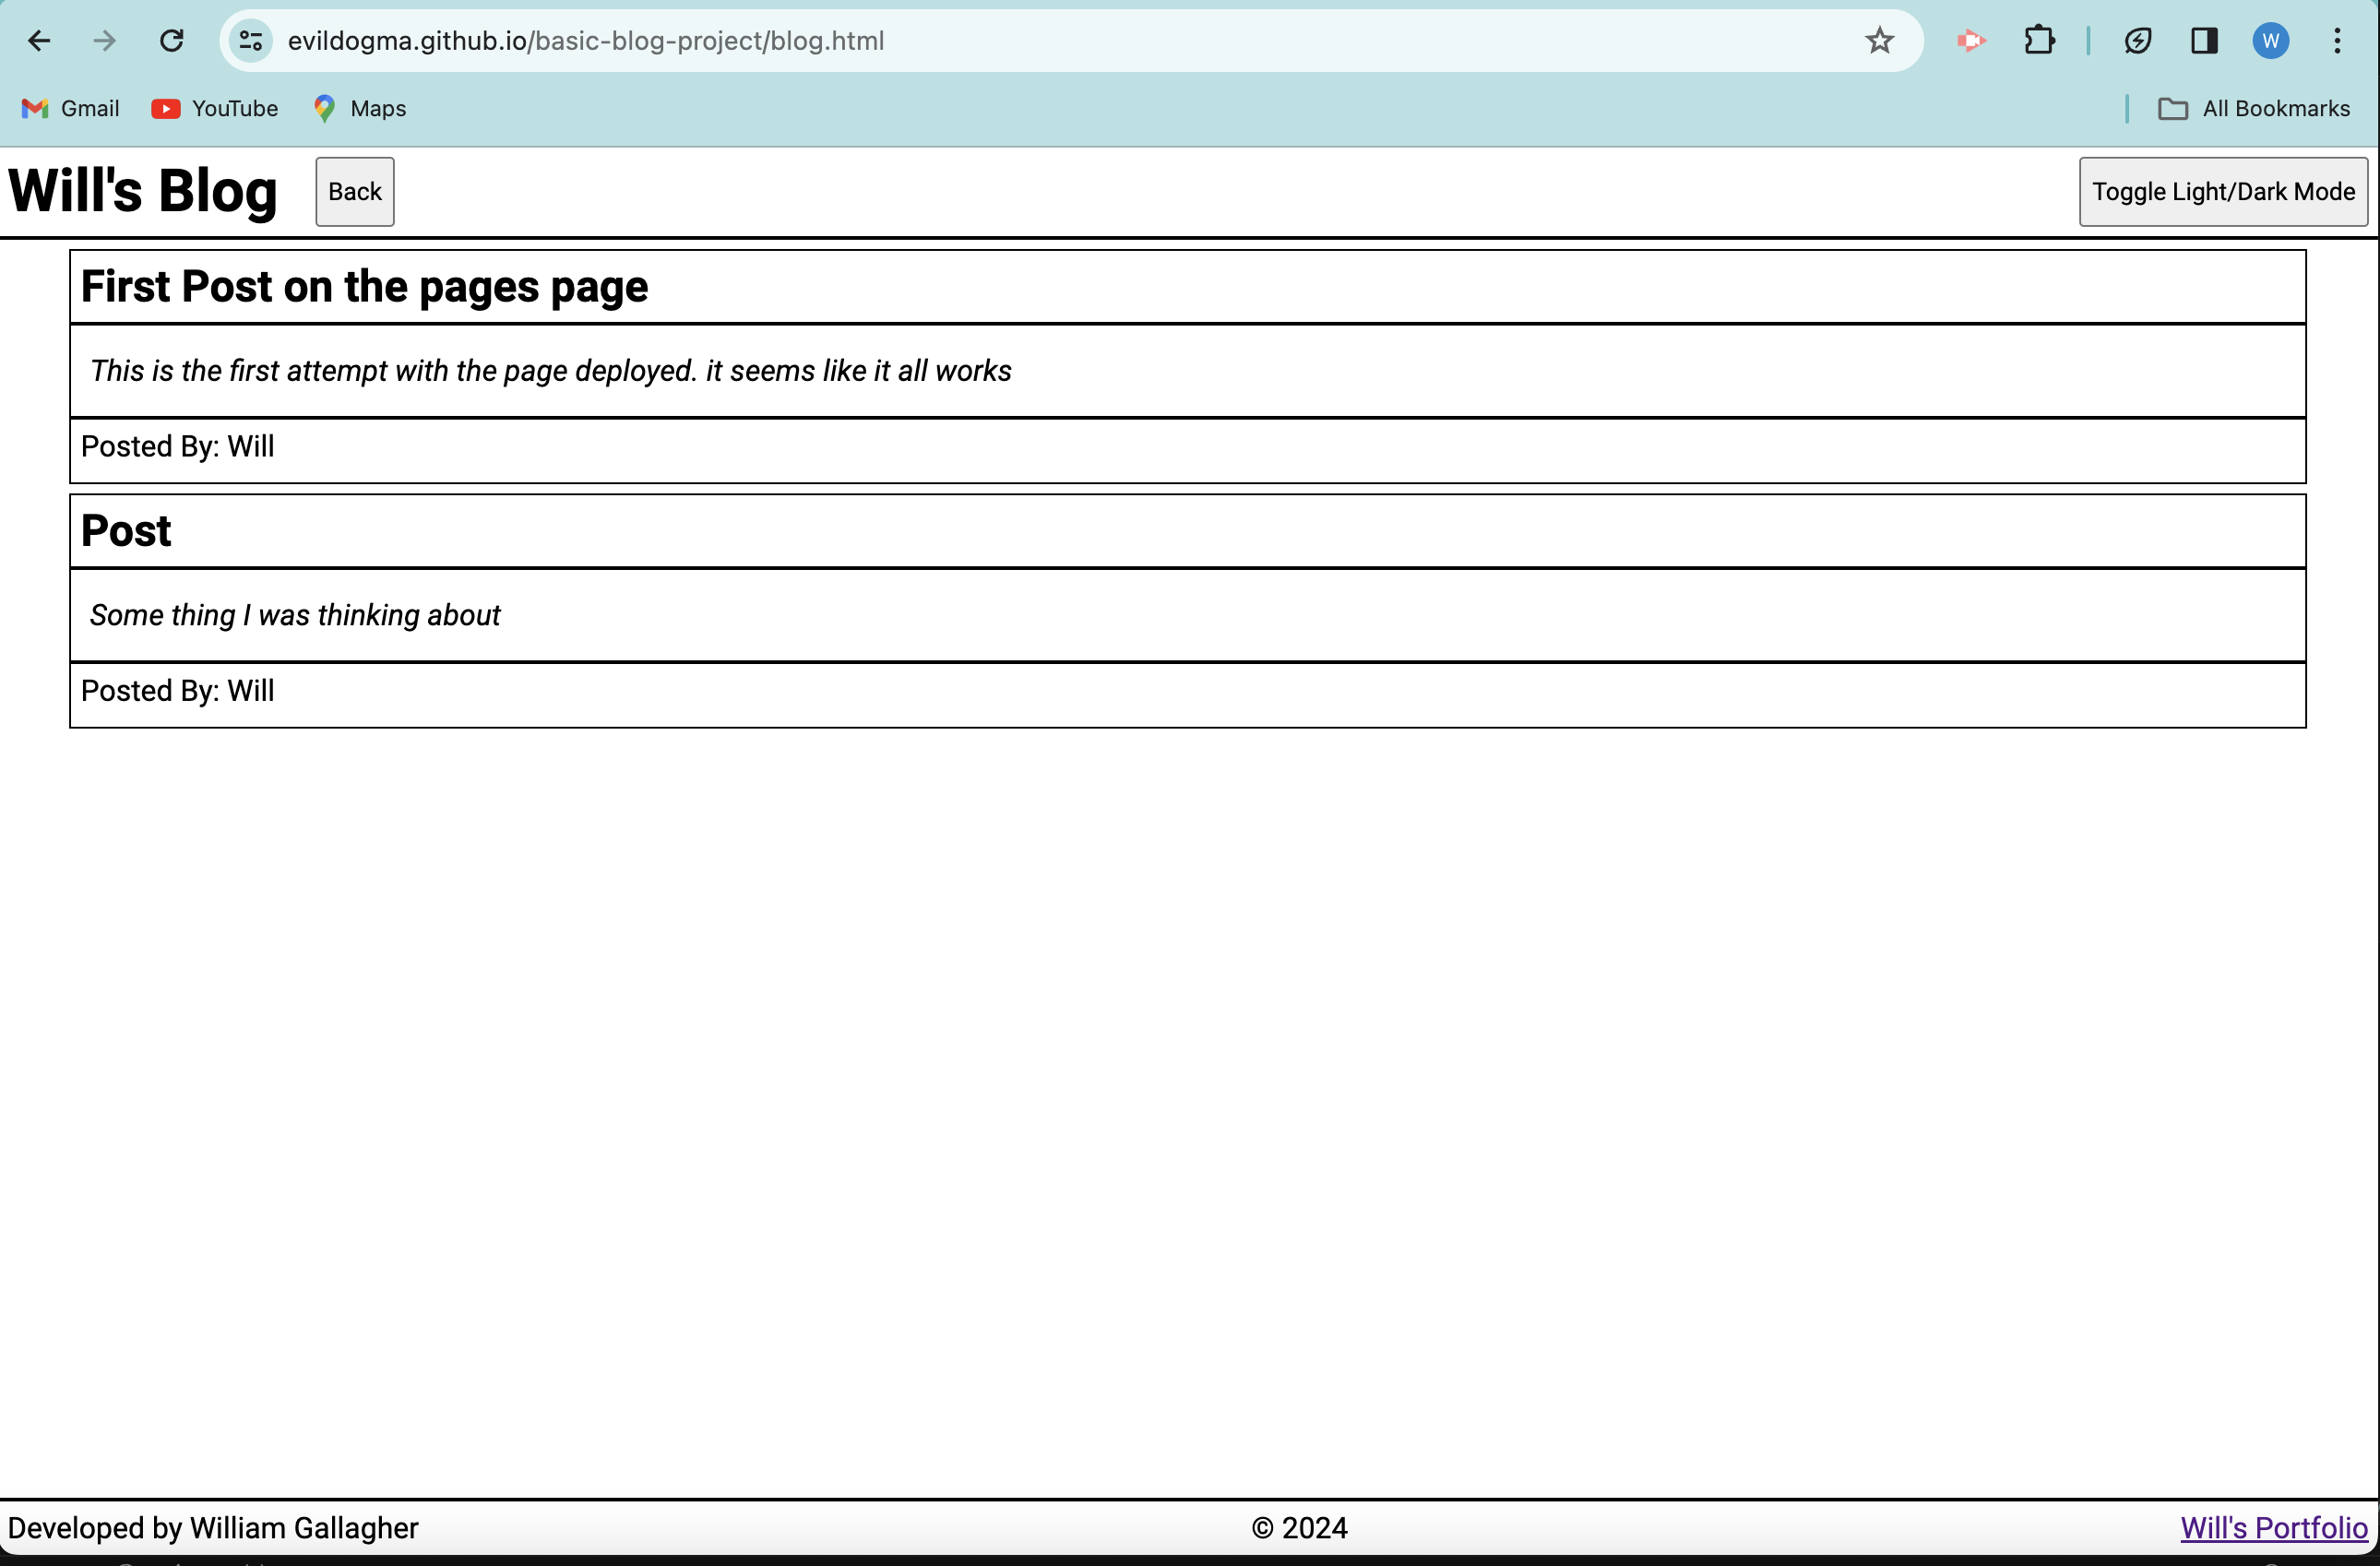 evildogma.github.io/basic-blog-project/blog.html
W
Gmail YouTube Maps All Bookmarks
Will's Blog Back Toggle Light/Dark Mode
First Post on the pages page
This is the first attempt with the page deployed. it seems like it all works
Posted By: Will
Post
Some thing I was thinking about
Posted By: Will
Developed by William Gallagher © 2024 Will's Portfolio